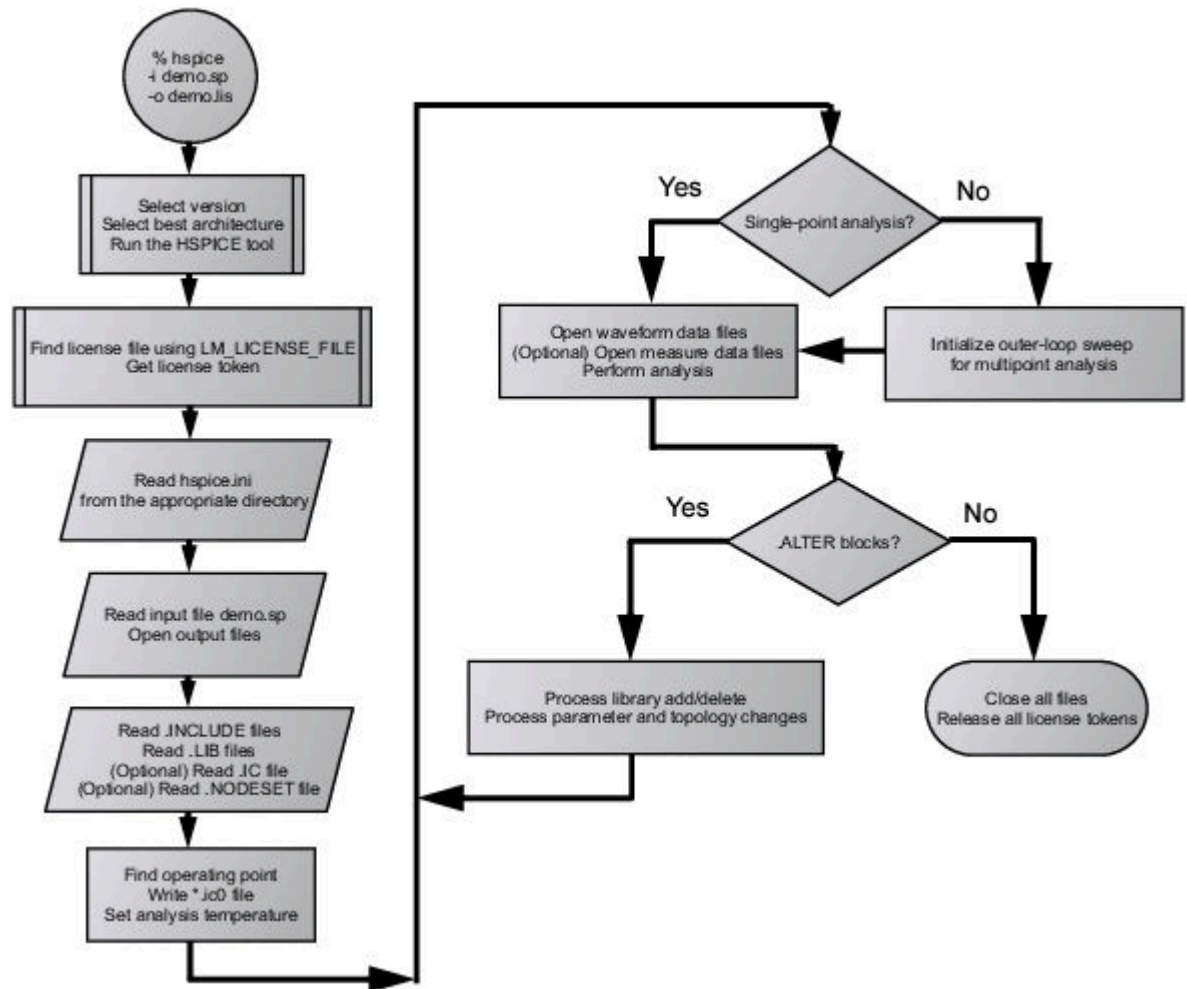 % hspice
-i demo.sp
-o demo.lis
Select version
Select best architecture
Run the HSPICE tool
Find license file using LM_LICENSE_FILE
Get license token
Read hspice.ini
from the appropriate directory
Read input file demo.sp
Open output files
Read .INCLUDE files
Read .LIB files
(Optional) Read .IC file
(Optional) Read .NODESET file
Find operating point
Write *.ic0 file
Set analysis temperature
Single-point analysis?
Yes
No
Open waveform data files
(Optional) Open measure data files
Perform analysis
Initialize outer-loop sweep
for multipoint analysis
.ALTER blocks?
Yes
No
Process library add/delete
Process parameter and topology changes
Close all files
Release all license tokens